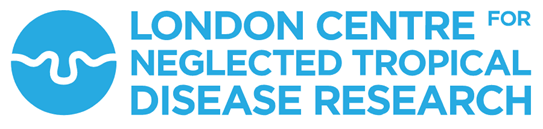 LONDON CENTRE FOR
NEGLECTED TROPICAL
DISEASE RESEARCH